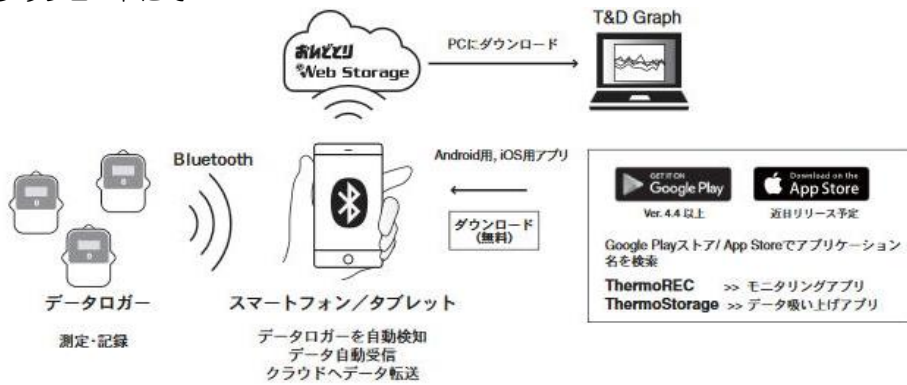 おんどとり
Web Storage
PCにダウンロード
T&D Graph
Bluetooth
Android用, iOS用アプリ
ダウンロード
(無料)
GET IT ON
Google Play
Ver. 4.4 以上
Download on the
App Store
近日リリース予定
Google Playストア/ App Storeでアプリケーション
名を検索
ThermoREC >> モニタリングアプリ
ThermoStorage >> データ吸い上げアプリ
データロガー
測定・記録
スマートフォン／タブレット
データロガーを自動検知
データ自動受信
クラウドへデータ転送